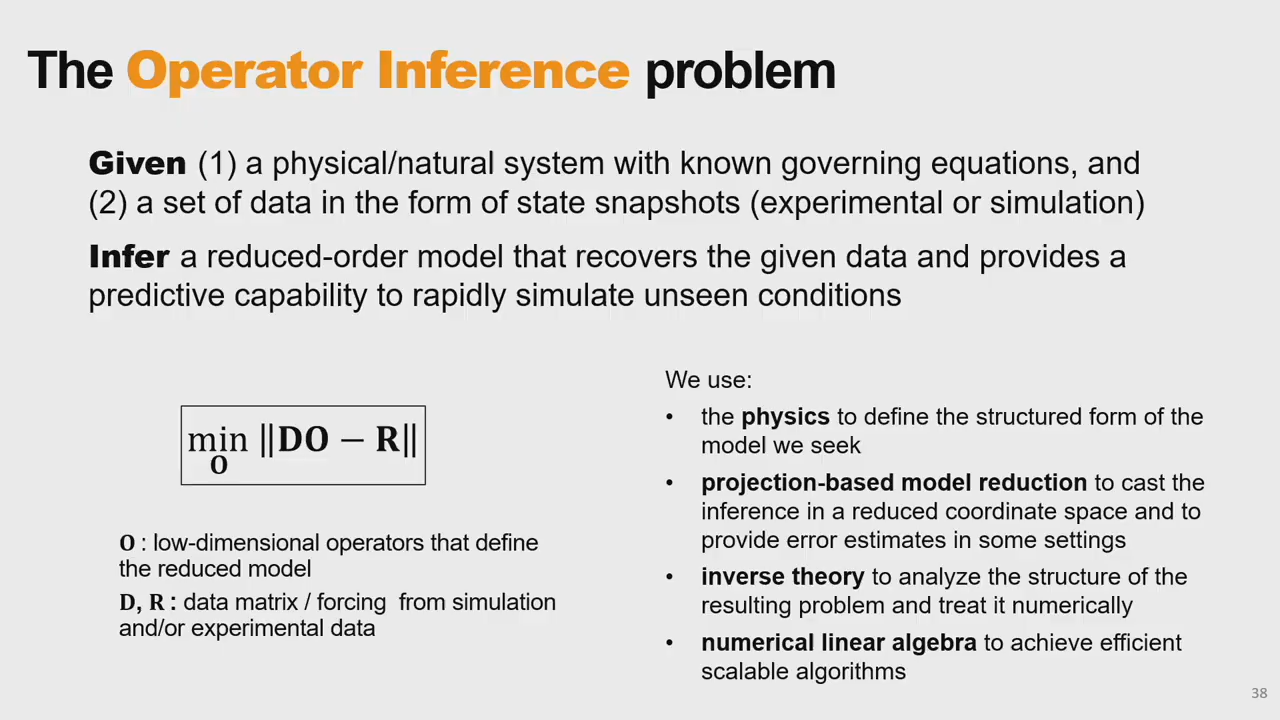 The Operator Inference problem
Given (1) a physical/natural system with known governing equations, and
(2) a set of data in the form of state snapshots (experimental or simulation)
Infer a reduced-order model that recovers the given data and provides a
predictive capability to rapidly simulate unseen conditions
min ‖DO − R‖
O
O : low-dimensional operators that define
the reduced model
D, R : data matrix / forcing from simulation
and/or experimental data
We use:
• the physics to define the structured form of the
model we seek
• projection-based model reduction to cast the
inference in a reduced coordinate space and to
provide error estimates in some settings
• inverse theory to analyze the structure of the
resulting problem and treat it numerically
• numerical linear algebra to achieve efficient
scalable algorithms
38